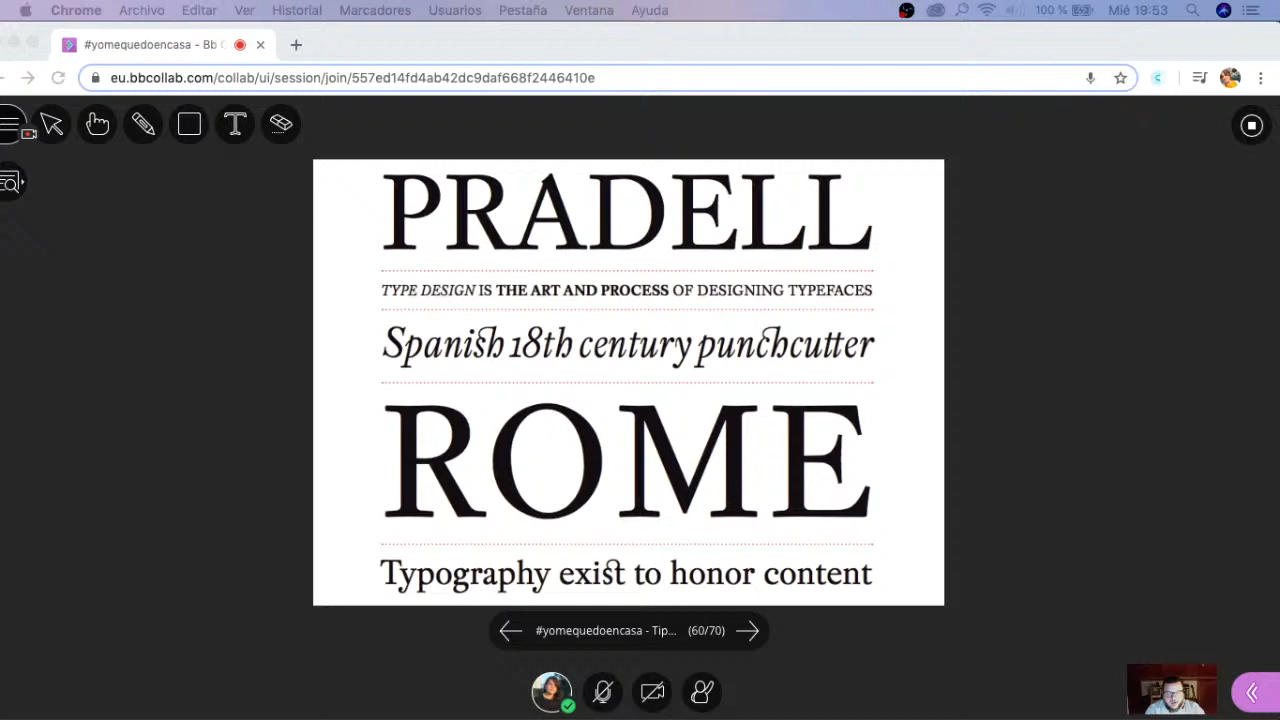 Chrome Archivo Editar Ver Historial Marcadores Usuarios Pestaña Ventana Ayuda 100 % Mié 19:53
#yomequedoencasa - Bb C
eu.bbcollab.com/collab/ui/session/join/557ed14fd4ab42dc9daf668f2446410e
T
PRADELL
TYPE DESIGN IS THE ART AND PROCESS OF DESIGNING TYPEFACES
Spanish 18th century punchcutter
ROME
Typography exist to honor content
#yomequedoencasa - Tip... (60/70)